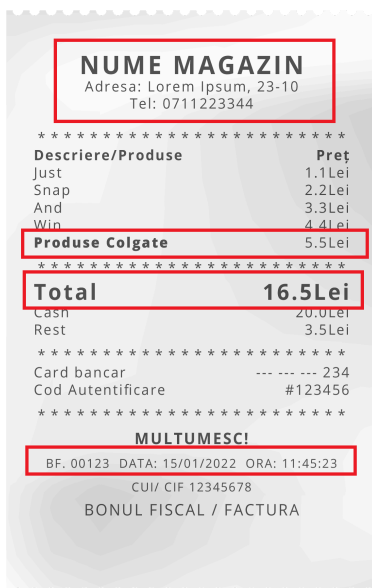 NUME MAGAZIN
Adresa: Lorem Ipsum, 23-10
Tel: 0711223344
* * * * * * * * * * * * * * * * * * * * * * * *
Descriere/Produse Preț
Just 1.1Lei
Snap 2.2Lei
And 3.3Lei
Win 4.4Lei
Produse Colgate 5.5Lei
* * * * * * * * * * * * * * * * * * * * * * * *
Total 16.5Lei
Cash 20.0Lei
Rest 3.5Lei
* * * * * * * * * * * * * * * * * * * * * * * *
Card bancar --- --- --- 234
Cod Autentificare #123456
* * * * * * * * * * * * * * * * * * * * * * * *
MULTUMESC!
BF. 00123 DATA: 15/01/2022 ORA: 11:45:23
CUI/ CIF 12345678
BONUL FISCAL / FACTURA